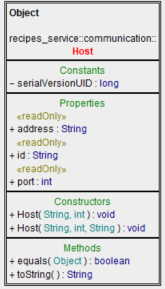 Object
recipes_service::communication::
Host
Constants
− serialVersionUID : long
Properties
«readOnly»
+ address : String
«readOnly»
+ id : String
«readOnly»
+ port : int
Constructors
+ Host( String, int ) : void
+ Host( String, int, String ) : void
Methods
+ equals( Object ) : boolean
+ toString( ) : String